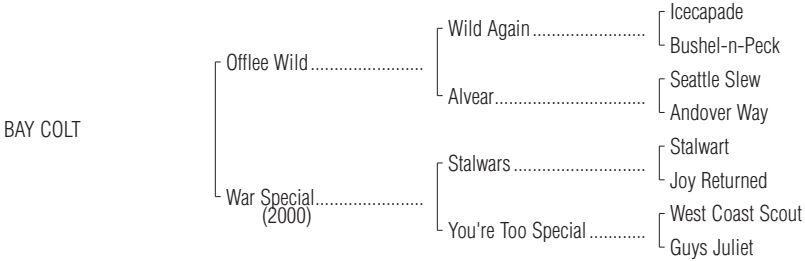 Icecapade
Wild Again
Bushel-n-Peck
Offlee Wild
Seattle Slew
Alvear
Andover Way
BAY COLT
Stalwart
Stalwars
Joy Returned
War Special
(2000)
West Coast Scout
You're Too Special
Guys Juliet